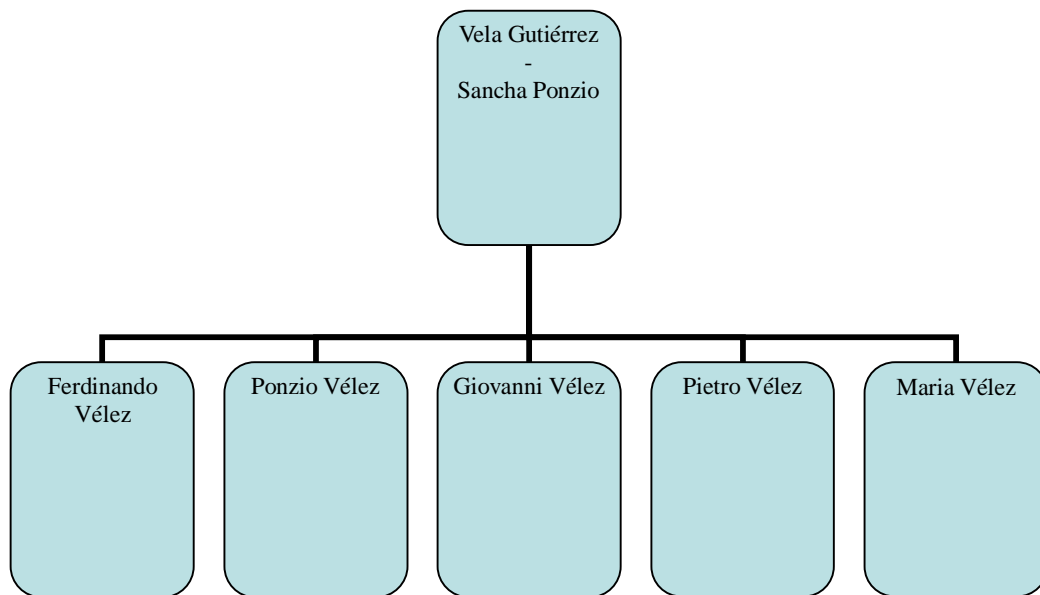 Vela Gutiérrez
-
Sancha Ponzio
Ferdinando
Vélez
Ponzio Vélez
Giovanni Vélez
Pietro Vélez
Maria Vélez